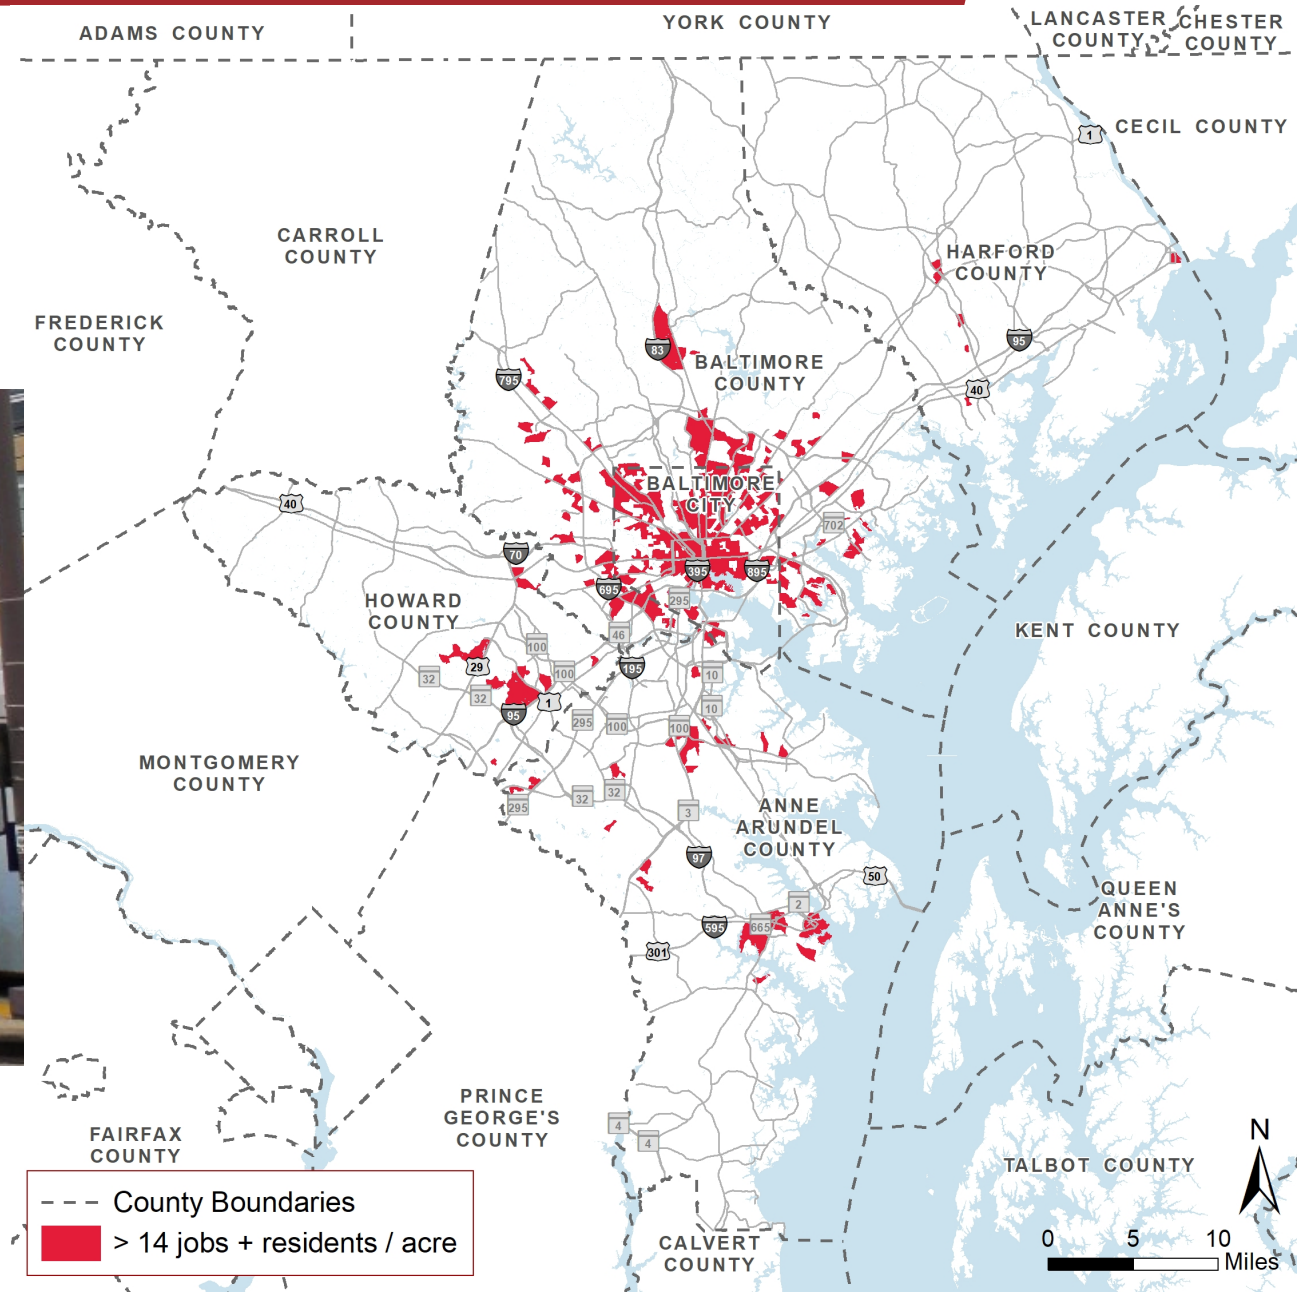 ADAMS COUNTY
YORK COUNTY
LANCASTER
COUNTY
CHESTER
COUNTY
1
CECIL COUNTY
CARROLL
COUNTY
HARFORD
COUNTY
FREDERICK
COUNTY
83
95
BALTIMORE
COUNTY
795
40
BALTIMORE
CITY
40
702
70
395
895
695
295
HOWARD
COUNTY
46
KENT COUNTY
100
29
195
100
10
32
32
1
95
10
295
100
100
MONTGOMERY
COUNTY
32
32
295
3
ANNE
ARUNDEL
COUNTY
97
50
QUEEN
ANNE'S
COUNTY
2
595
665
301
PRINCE
GEORGE'S
COUNTY
4
4
FAIRFAX
COUNTY
N
TALBOT COUNTY
County Boundaries
> 14 jobs + residents / acre
CALVERT
COUNTY
0 5 10
Miles